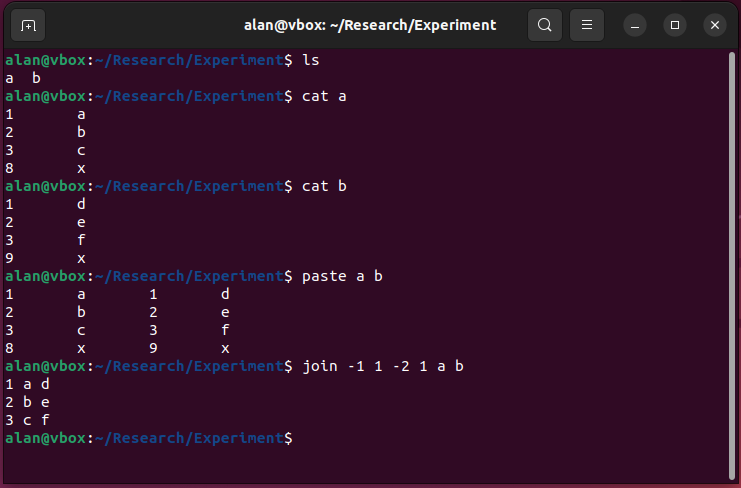 alan@vbox: ~/Research/Experiment
alan@vbox:~/Research/Experiment$ ls
a  b
alan@vbox:~/Research/Experiment$ cat a
1       a
2       b
3       c
8       x
alan@vbox:~/Research/Experiment$ cat b
1       d
2       e
3       f
9       x
alan@vbox:~/Research/Experiment$ paste a b
1       a       1       d
2       b       2       e
3       c       3       f
8       x       9       x
alan@vbox:~/Research/Experiment$ join -1 1 -2 1 a b
1 a d
2 b e
3 c f
alan@vbox:~/Research/Experiment$